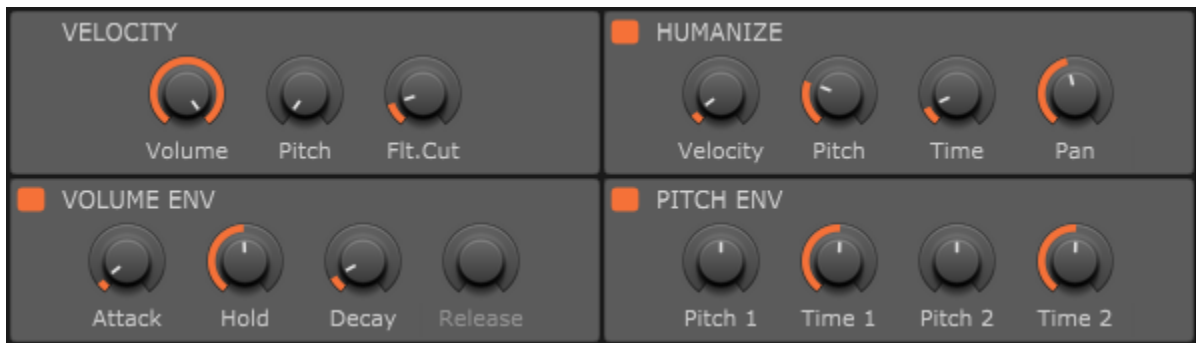 VELOCITY
Volume Pitch Flt.Cut
HUMANIZE
Velocity Pitch Time Pan
VOLUME ENV
Attack Hold Decay Release
PITCH ENV
Pitch 1 Time 1 Pitch 2 Time 2